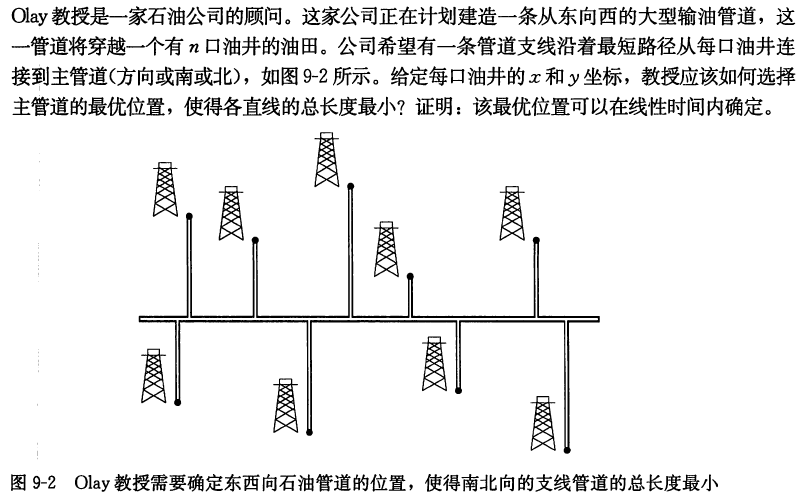 Olay教授是一家石油公司的顾问。这家公司正在计划建造一条从东向西的大型输油管道，这
一管道将穿越一个有 n 口油井的油田。公司希望有一条管道支线沿着最短路径从每口油井连
接到主管道(方向或南或北)，如图 9-2 所示。给定每口油井的 x 和 y 坐标，教授应该如何选择
主管道的最优位置，使得各直线的总长度最小？证明：该最优位置可以在线性时间内确定。
图 9-2 Olay 教授需要确定东西向石油管道的位置，使得南北向的支线管道的总长度最小